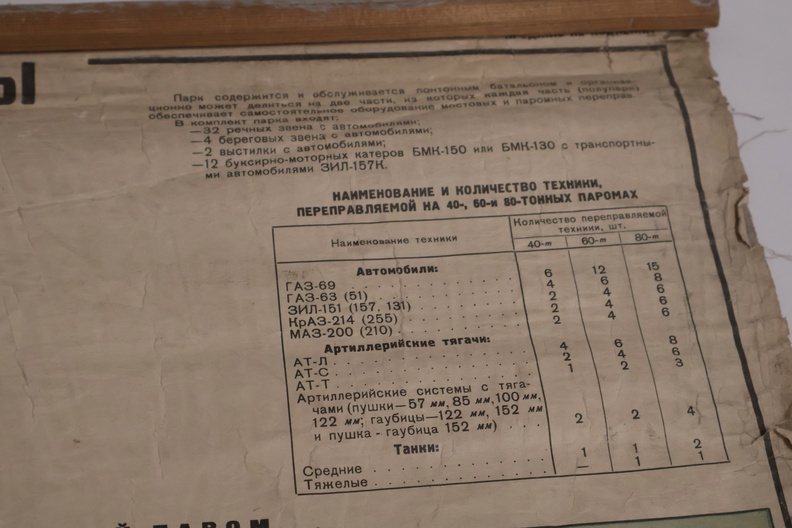 Ы
Парк содержится и обслуживается понтонным батальоном и организа-
ционно может делиться на две части, из которых каждая часть (полупарк)
обеспечивает самостоятельное оборудование мостовых и паромных переправ.
В комплект парка входят:
—32 речных звена с автомобилями;
—4 береговых звена с автомобилями;
—2 выстилки с автомобилями;
—12 буксирно-моторных катеров БМК-150 или БМК-130 с транспортны-
ми автомобилями ЗИЛ-157К.
НАИМЕНОВАНИЕ И КОЛИЧЕСТВО ТЕХНИКИ,
ПЕРЕПРАВЛЯЕМОЙ НА 40-, 60-и 80-ТОННЫХ ПАРОМАХ
Наименование техники
Количество переправляемой
техники, шт.
40-т 60-т 80-т
Автомобили:
ГАЗ-69 6 12 15
ГАЗ-63 (51) 4 6 8
ЗИЛ-151 (157, 131) 2 4 6
КрАЗ-214 (255) 2 4 6
МАЗ-200 (210) 2 4 6
Артиллерийские тягачи:
АТ-Л 4 6 8
АТ-С 2 4 6
АТ-Т 1 2 3
Артиллерийские системы с тяга-
чами (пушки—57 мм, 85 мм, 100 мм,
122 мм; гаубицы—122 мм, 152 мм
и пушка - гаубица 152 мм) 2 2 4
Танки:
Средние 1 1 2
Тяжелые — 1 1
Й ПАРОМ